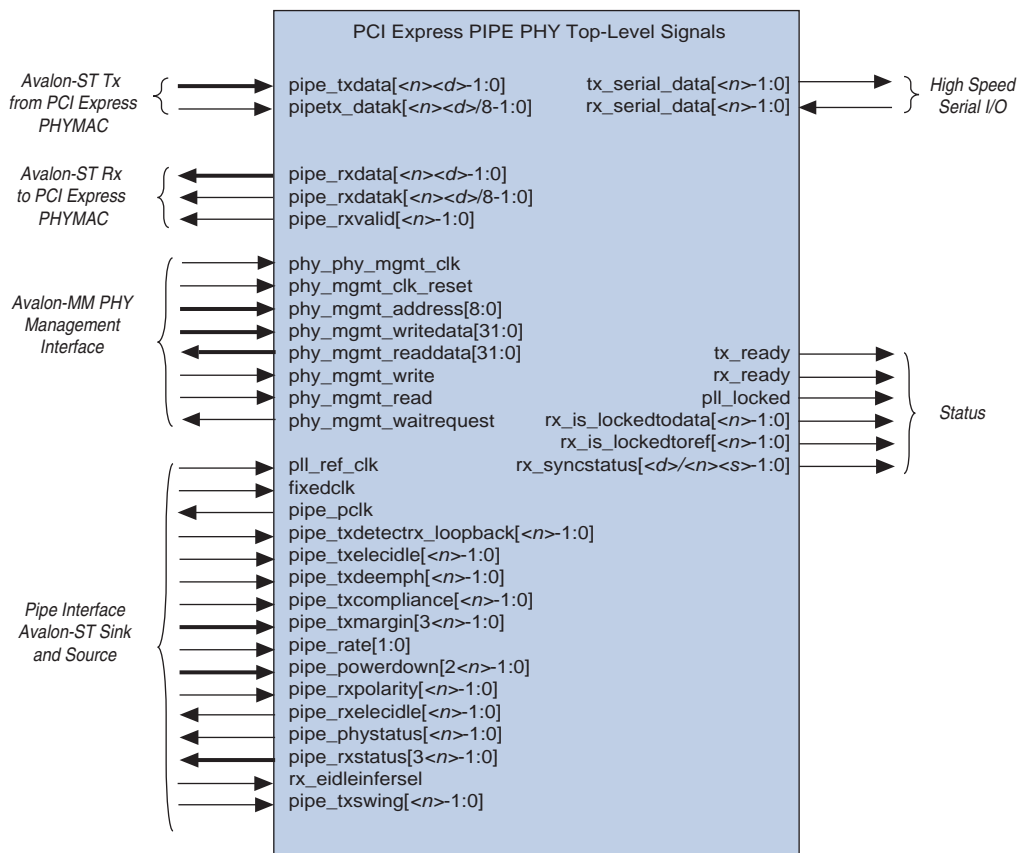 PCI Express PIPE PHY Top-Level Signals
Avalon-ST Tx
from PCI Express
PHYMAC
pipe_txdata[<n><d>-1:0]
pipetx_datak[<n><d>/8-1:0]
tx_serial_data[<n>-1:0]
rx_serial_data[<n>-1:0]
High Speed
Serial I/O
Avalon-ST Rx
to PCI Express
PHYMAC
pipe_rxdata[<n><d>-1:0]
pipe_rxdatak[<n><d>/8-1:0]
pipe_rxvalid[<n>-1:0]
Avalon-MM PHY
Management
Interface
phy_phy_mgmt_clk
phy_mgmt_clk_reset
phy_mgmt_address[8:0]
phy_mgmt_writedata[31:0]
phy_mgmt_readdata[31:0]
phy_mgmt_write
phy_mgmt_read
phy_mgmt_waitrequest
tx_ready
rx_ready
pll_locked
rx_is_lockedtodata[<n>-1:0]
rx_is_lockedtoref[<n>-1:0]
rx_syncstatus[<d>/<n><s>-1:0]
Status
Pipe Interface
Avalon-ST Sink
and Source
pll_ref_clk
fixedclk
pipe_pclk
pipe_txdetectrx_loopback[<n>-1:0]
pipe_txelecidle[<n>-1:0]
pipe_txdeemph[<n>-1:0]
pipe_txcompliance[<n>-1:0]
pipe_txmargin[3<n>-1:0]
pipe_rate[1:0]
pipe_powerdown[2<n>-1:0]
pipe_rxpolarity[<n>-1:0]
pipe_rxelecidle[<n>-1:0]
pipe_phystatus[<n>-1:0]
pipe_rxstatus[3<n>-1:0]
rx_eidleinfersel
pipe_txswing[<n>-1:0]